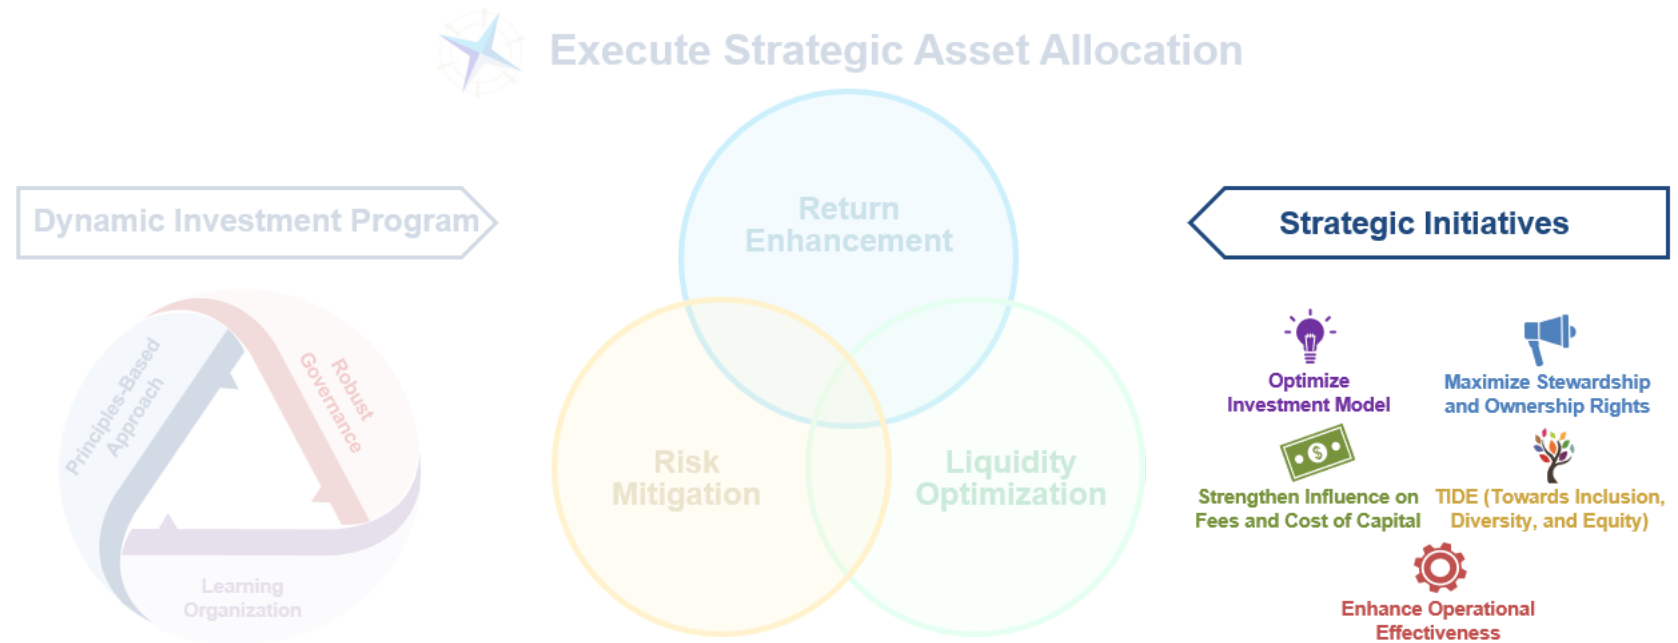 Execute Strategic Asset Allocation
Dynamic Investment Program
Principles-Based
Approach
Robust
Governance
Learning
Organization
Return
Enhancement
Risk
Mitigation
Liquidity
Optimization
Strategic Initiatives
Optimize
Investment Model
Maximize Stewardship
and Ownership Rights
$
Strengthen Influence on
Fees and Cost of Capital
TIDE (Towards Inclusion,
Diversity, and Equity)
Enhance Operational
Effectiveness